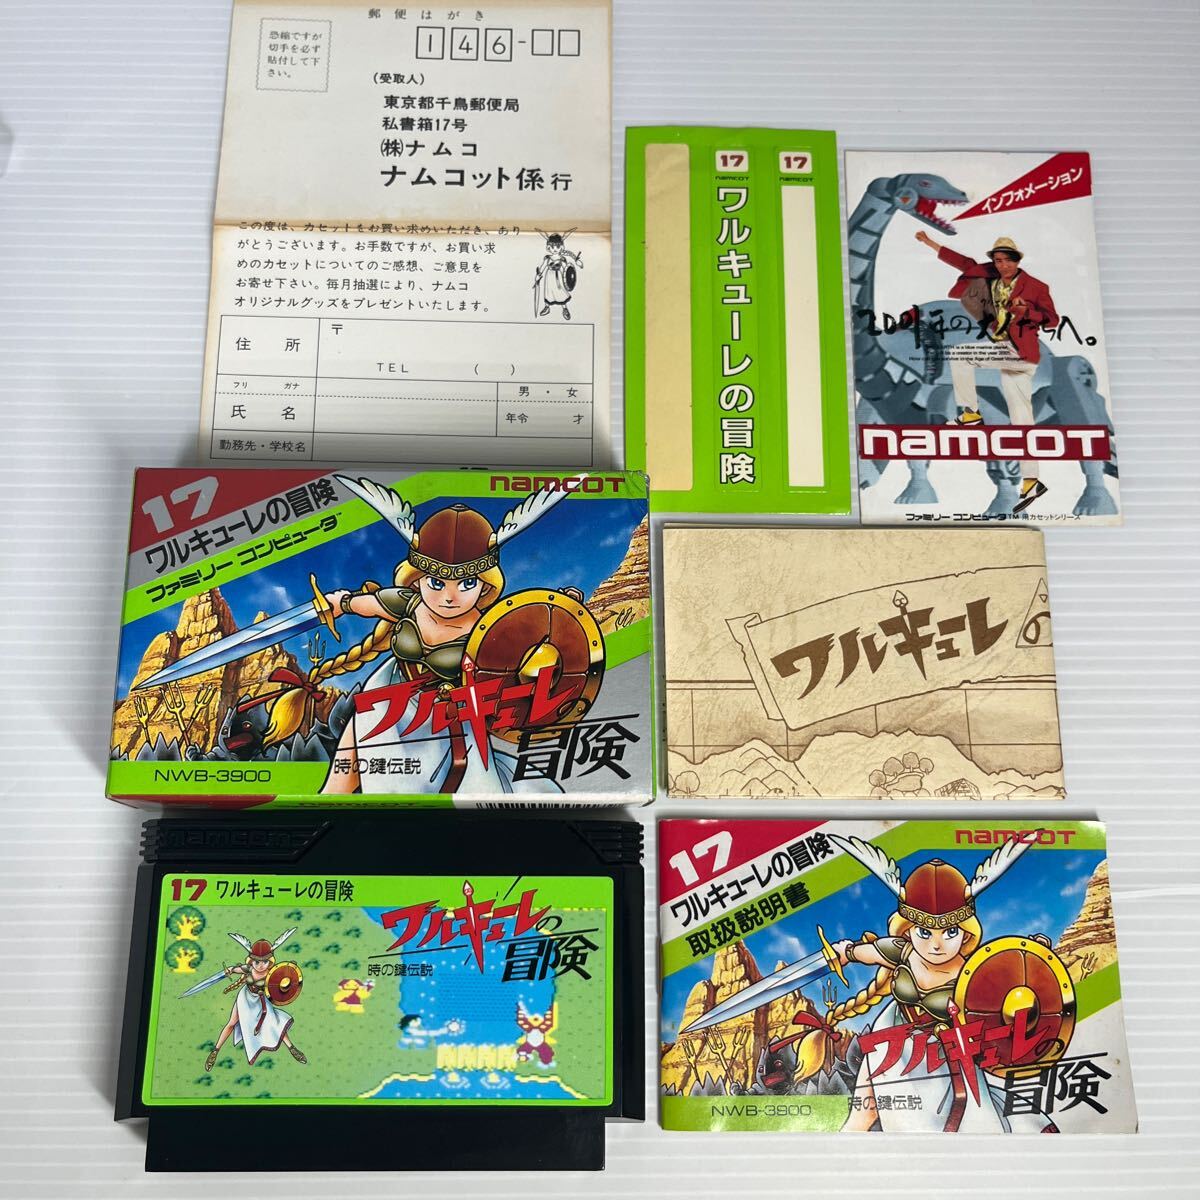 郵便はがき
恐縮ですが
切手を必ず
貼付して下
さい。
146-
(受取人)
東京都千鳥郵便局
私書箱17号
(株)ナムコ
ナムコット係 行
この度は、カセットをお買い求めいただき、あり
がとうございます。お手数ですが、お買い求
めのカセットについてのご感想、ご意見を
お寄せ下さい。毎月抽選により、ナムコ
オリジナルグッズをプレゼントいたします。
住所
〒
TEL ( )
フリ ガナ
氏名
男・女
年令 才
勤務先・学校名
17
namcot
ワルキューレの冒険
17
namcot
インフォメーション
2001年の大人たちへ。
namcot
ファミリー コンピュータTM用カセットシリーズ
17
ワルキューレの冒険
ファミリー コンピュータ™
namcot
ワルキューレの冒険
時の鍵伝説
NWB-3900
namcot
ワルキューレの
namcot
17 ワルキューレの冒険
ワルキューレの冒険
時の鍵伝説
17
ワルキューレの冒険
取扱説明書
namcot
ワルキューレの冒険
時の鍵伝説
NWB-3900